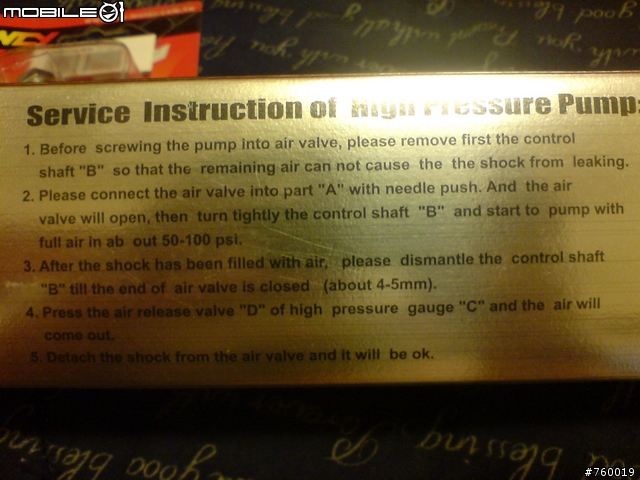 MOBILE01
Service Instruction of High Pressure Pump
1. Before screwing the pump into air valve, please remove first the control
shaft "B" so that the remaining air can not cause the the shock from leaking.
2. Please connect the air valve into part "A" with needle push. And the air
valve will open, then turn tightly the control shaft "B" and start to pump with
full air in ab out 50-100 psi.
3. After the shock has been filled with air, please dismantle the control shaft
"B" till the end of air valve is closed (about 4-5mm).
4. Press the air release valve "D" of high pressure gauge "C" and the air will
come out.
5. Detach the shock from the air valve and it will be ok.
good blessing
#760019